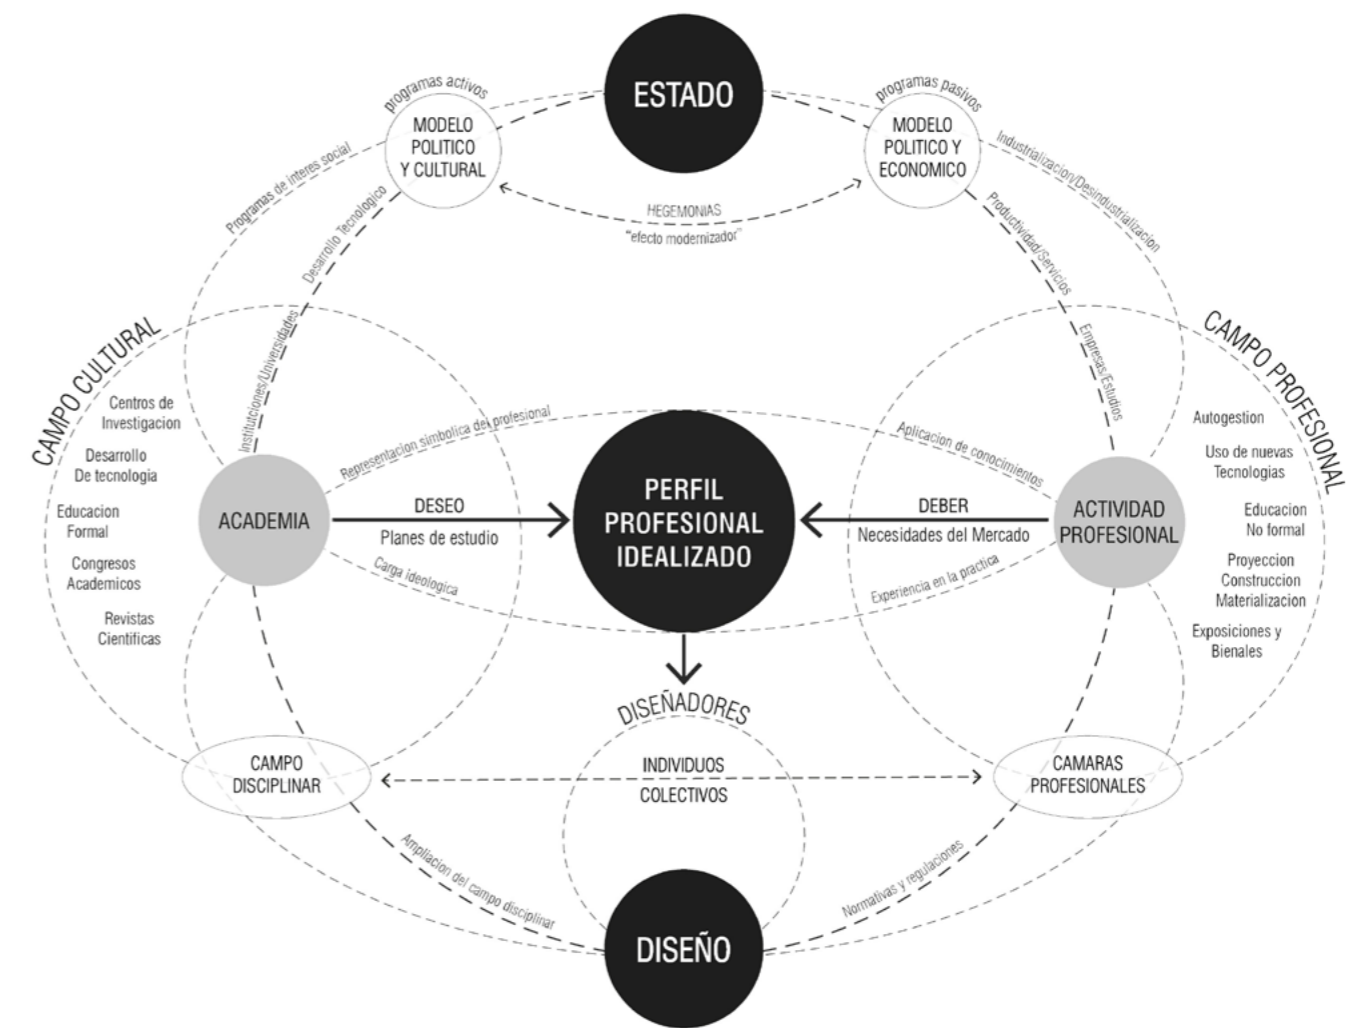 ESTADO
programas activos
MODELO
POLITICO
Y CULTURAL
programas pasivos
MODELO
POLITICO Y
ECONOMICO
HEGEMONIAS
“efecto modernizador”
Programas de interes social
Desarrollo Tecnologico
Institutciones/Universidades
Industrializacion/Desindustrializacion
Productividad/Servicios
Empresas/Estudios
CAMPO CULTURAL
Centros de
Investigacion
Desarrollo
De tecnologia
Educacion
Formal
Congresos
Academicos
Revistas
Cientificas
ACADEMIA
Representacion simbolica del profesional
DESEO
Planes de estudio
Carga ideologica
PERFIL
PROFESIONAL
IDEALIZADO
Aplicacion de conocimientos
DEBER
Necesidades del Mercado
Experiencia en la practica
ACTIVIDAD
PROFESIONAL
CAMPO PROFESIONAL
Autogestion
Uso de nuevas
Tecnologias
Educacion
No formal
Proyeccion
Construccion
Materializacion
Exposiciones y
Bienales
DISEÑADORES
INDIVIDUOS
COLECTIVOS
CAMPO
DISCIPLINAR
CAMARAS
PROFESIONALES
Ampliacion del campo disciplinar
Normativas y regulaciones
DISEÑO